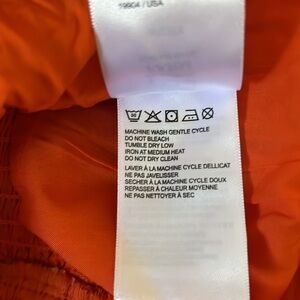 19904 / USA
MACHINE WASH GENTLE CYCLE
DO NOT BLEACH
TUMBLE DRY LOW
IRON AT MEDIUM HEAT
DO NOT DRY CLEAN
LAVER À LA MACHINE CYCLE DELLICAT
NE PAS JAVELISSER
SECHER À LA MACHINE CYCLE DOUX
REPASSER À CHALEUR MOYENNE
NE PAS NETTOYER À SEC